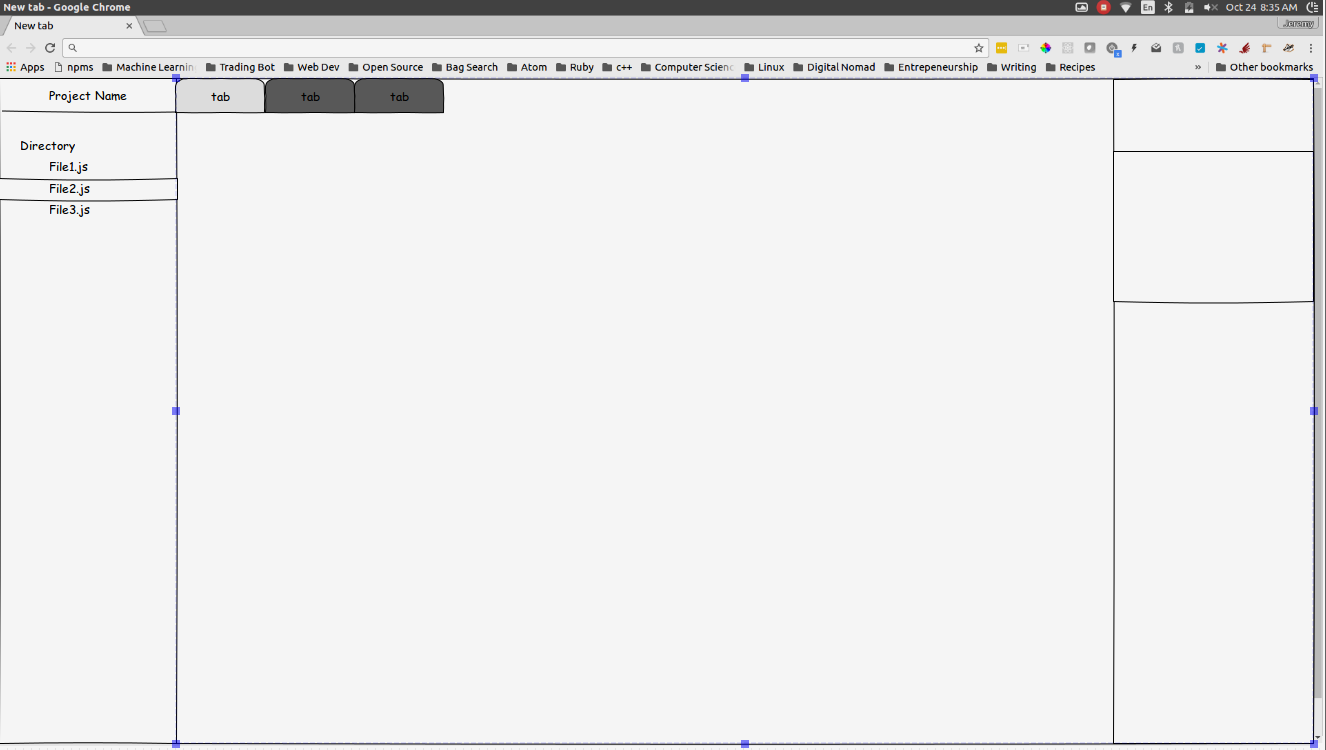 New tab - Google Chrome
En
Oct 24 8:35 AM
New tab
Jeremy
Apps npms Machine Learnin Trading Bot Web Dev Open Source Bag Search Atom Ruby c++ Computer Scienc Linux Digital Nomad Entrepeneurship Writing Recipes » Other bookmarks
Project Name tab tab tab
Directory
File1.js
File2.js
File3.js